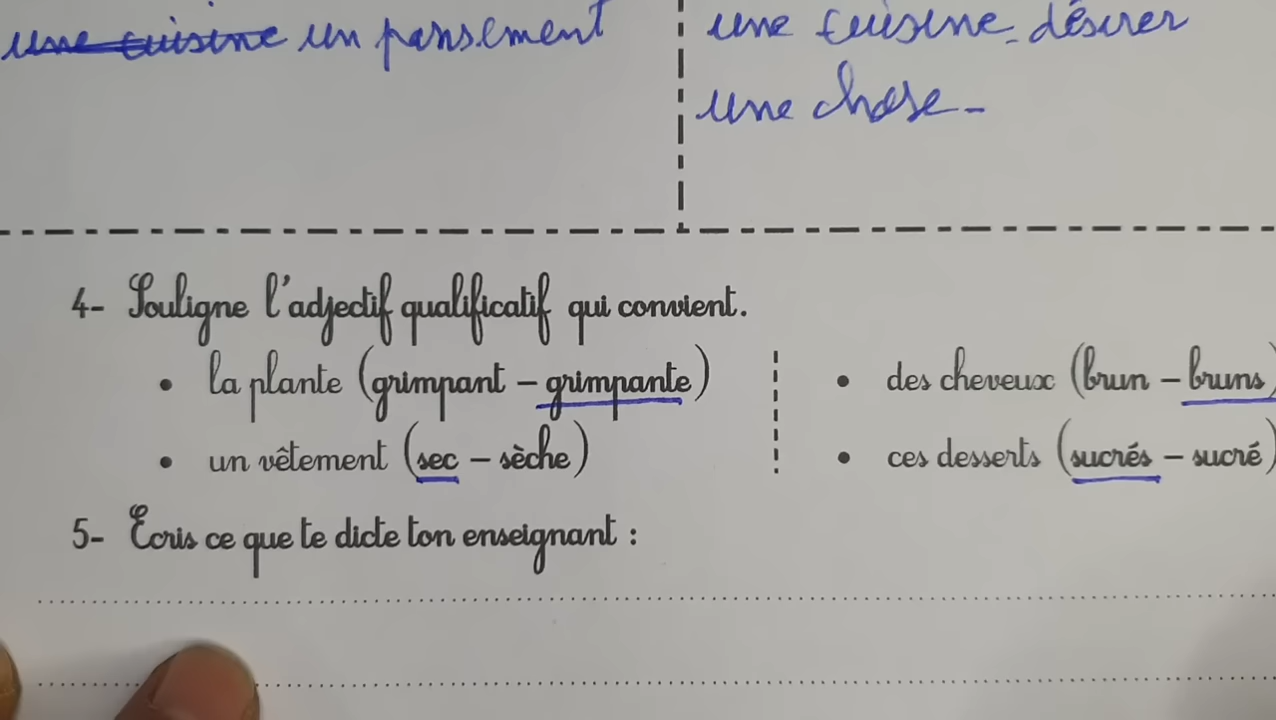 une cuisine un pansement
une cuisine. désirer
une chose-
4- Souligne l'adjectif qualificatif qui convient.
• la plante (grimpant – grimpante)
• des cheveux (brun – bruns)
• un vêtement (sec – sèche)
• ces desserts (sucrés – sucré)
5- Ecris ce que te dicte ton enseignant :